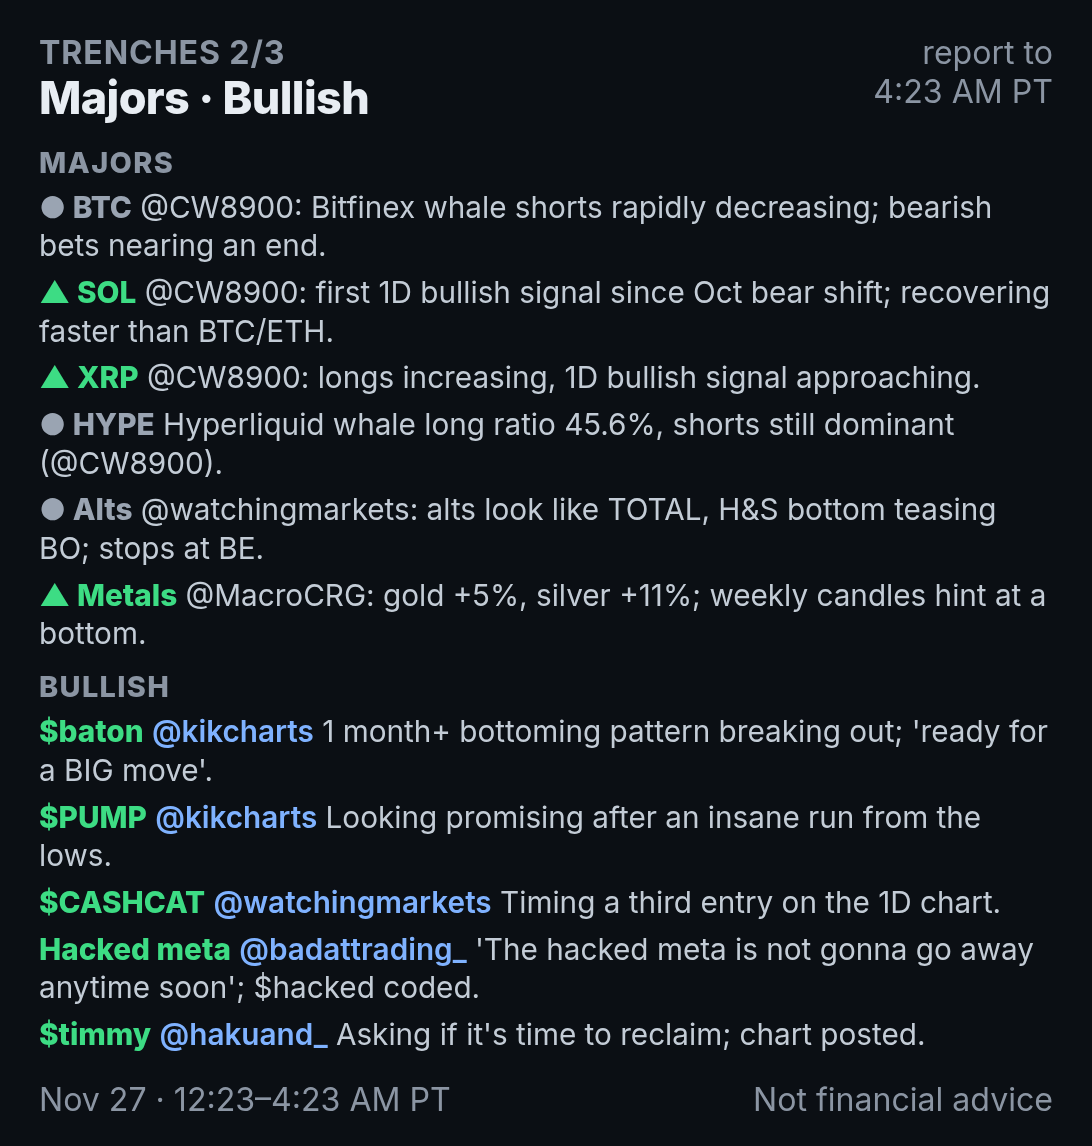 TRENCHES 2/3
report to
Majors · Bullish
4:23 AM PT
MAJORS
● BTC @CW8900: Bitfinex whale shorts rapidly decreasing; bearish
bets nearing an end.
▲ SOL @CW8900: first 1D bullish signal since Oct bear shift; recovering
faster than BTC/ETH.
▲ XRP @CW8900: longs increasing, 1D bullish signal approaching.
● HYPE Hyperliquid whale long ratio 45.6%, shorts still dominant
(@CW8900).
● Alts @watchingmarkets: alts look like TOTAL, H&S bottom teasing
BO; stops at BE.
▲ Metals @MacroCRG: gold +5%, silver +11%; weekly candles hint at a
bottom.
BULLISH
$baton @kikcharts 1 month+ bottoming pattern breaking out; 'ready for
a BIG move'.
$PUMP @kikcharts Looking promising after an insane run from the
lows.
$CASHCAT @watchingmarkets Timing a third entry on the 1D chart.
Hacked meta @badattrading_ 'The hacked meta is not gonna go away
anytime soon'; $hacked coded.
$timmy @hakuand_ Asking if it's time to reclaim; chart posted.
Nov 27 · 12:23–4:23 AM PT
Not financial advice